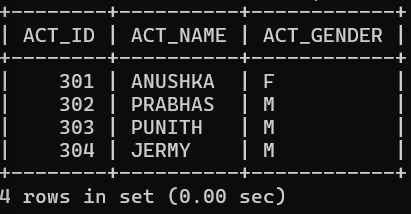 +--------+----------+------------+
| ACT_ID | ACT_NAME | ACT_GENDER |
+--------+----------+------------+
|    301 | ANUSHKA  | F          |
|    302 | PRABHAS  | M          |
|    303 | PUNITH   | M          |
|    304 | JERMY    | M          |
+--------+----------+------------+
4 rows in set (0.00 sec)